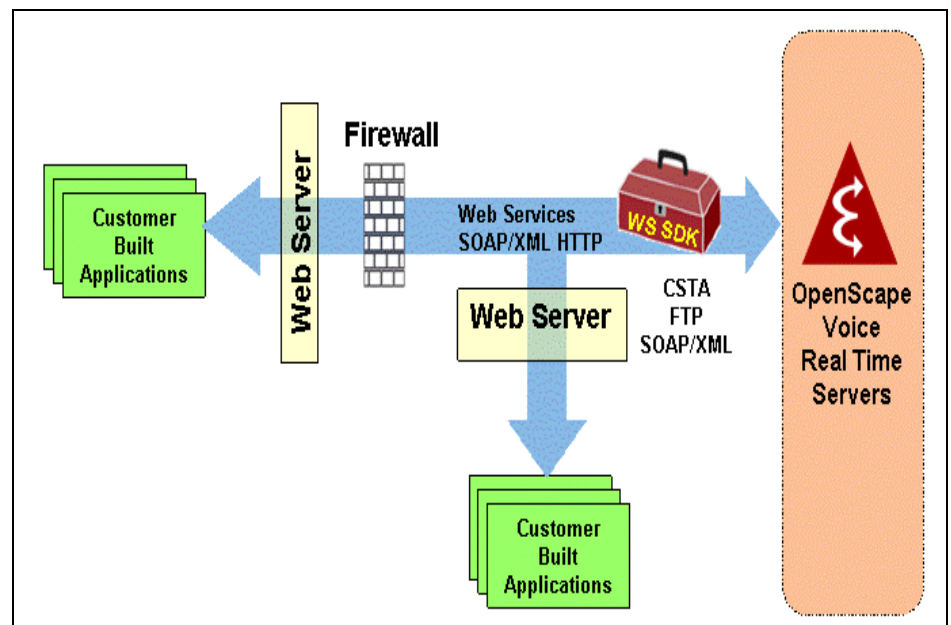 Firewall
Web Server
Customer
Built
Applications
Web Services
SOAP/XML HTTP
WS SDK
CSTA
FTP
SOAP/XML
Web Server
OpenScape
Voice
Real Time
Servers
Customer
Built
Applications